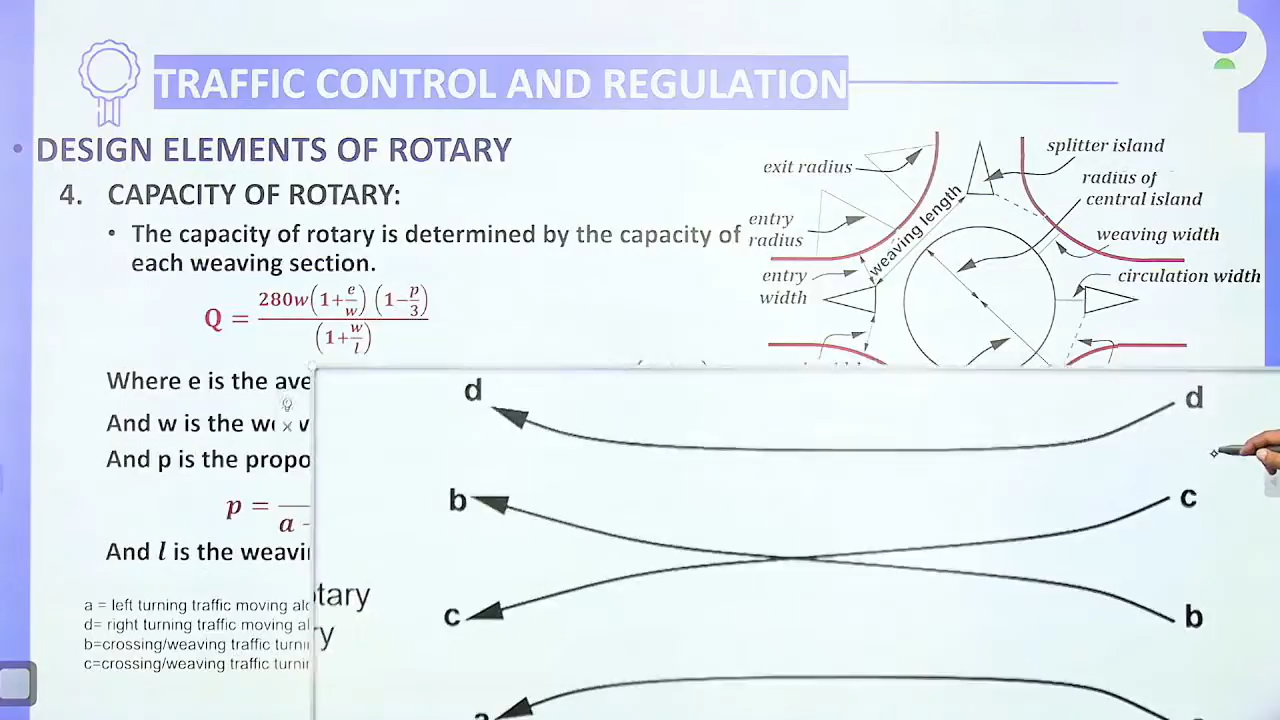 TRAFFIC CONTROL AND REGULATION
• DESIGN ELEMENTS OF ROTARY
4. CAPACITY OF ROTARY:
• The capacity of rotary is determined by the capacity of
each weaving section.
Q = 280w(1+e/w)(1−p/3) / (1+w/l)
Where e is the ave
And w is the we
And p is the propo
p =
a -
And l is the weavi
a = left turning traffic moving alo
d= right turning traffic moving al
b=crossing/weaving traffic turni
c=crossing/weaving traffic turnir
exit radius
splitter island
radius of
central island
entry
radius
weaving length
weaving width
entry
width
circulation width
d d
b c
c b
tary
ry